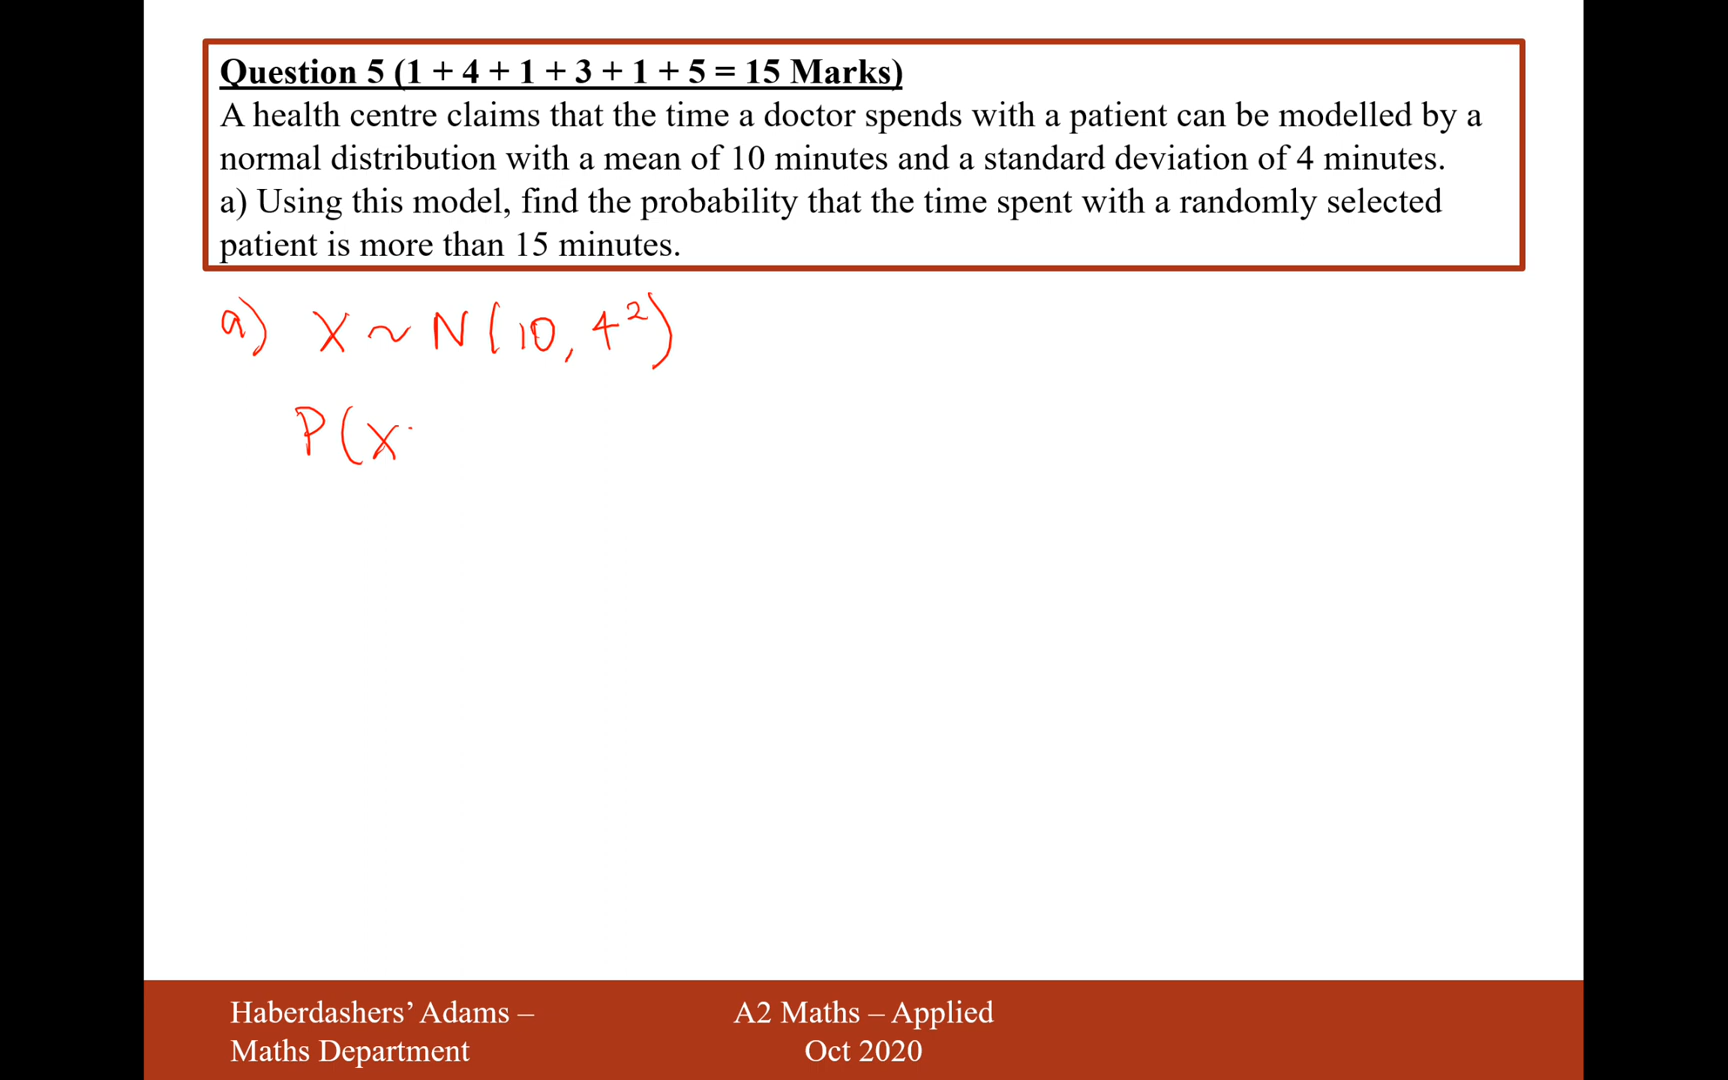 Question 5 (1 + 4 + 1 + 3 + 1 + 5 = 15 Marks)
A health centre claims that the time a doctor spends with a patient can be modelled by a
normal distribution with a mean of 10 minutes and a standard deviation of 4 minutes.
a) Using this model, find the probability that the time spent with a randomly selected
patient is more than 15 minutes.
a) X ~ N(10, 4²)
P(X
Haberdashers’ Adams –
Maths Department
A2 Maths – Applied
Oct 2020